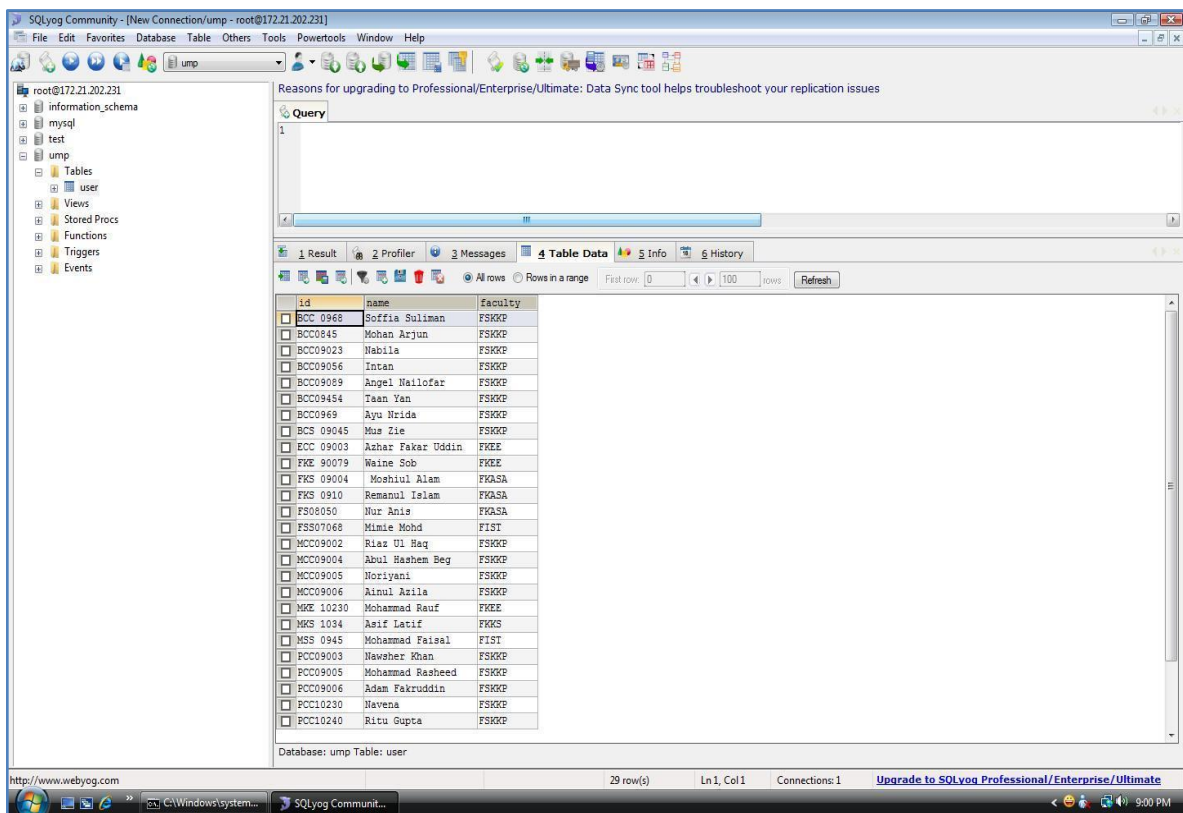 SQLyog Community - [New Connection/ump - root@172.21.202.231]
File Edit Favorites Database Table Others Tools Powertools Window Help
ump
root@172.21.202.231
information_schema
mysql
test
ump
Tables
user
Views
Stored Procs
Functions
Triggers
Events
Reasons for upgrading to Professional/Enterprise/Ultimate: Data Sync tool helps troubleshoot your replication issues
Query
1
1 Result 2 Profiler 3 Messages 4 Table Data 5 Info 6 History
All rows Rows in a range First row: 0 100 rows Refresh
id name faculty
BCC 0968 Soffia Suliman FSKKP
BCC0845 Mohan Arjun FSKKP
BCC09023 Nabila FSKKP
BCC09056 Intan FSKKP
BCC09089 Angel Nailofar FSKKP
BCC09454 Taan Yan FSKKP
BCC0969 Ayu Nrida FSKKP
BCS 09045 Mus Zie FSKKP
ECC 09003 Azhar Fakar Uddin FKEE
FKE 90079 Waine Sob FKEE
FKS 09004 Moshiul Alam FKASA
FKS 0910 Remanul Islam FKASA
FS08050 Nur Anis FKASA
FSS07068 Mimie Mohd FIST
MCC09002 Riaz Ul Haq FSKKP
MCC09004 Abul Hashem Beg FSKKP
MCC09005 Noriyani FSKKP
MCC09006 Ainul Azila FSKKP
MKE 10230 Mohammad Rauf FKEE
MKS 1034 Asif Latif FKKS
MSS 0945 Mohammad Faisal FIST
PCC09003 Nawsher Khan FSKKP
PCC09005 Mohammad Rasheed FSKKP
PCC09006 Adam Fakruddin FSKKP
PCC10230 Navena FSKKP
PCC10240 Ritu Gupta FSKKP
Database: ump Table: user
http://www.webyog.com 29 row(s) Ln 1, Col 1 Connections: 1 Upgrade to SQLyog Professional/Enterprise/Ultimate
C:\Windows\system... SQLyog Communit... 9:00 PM